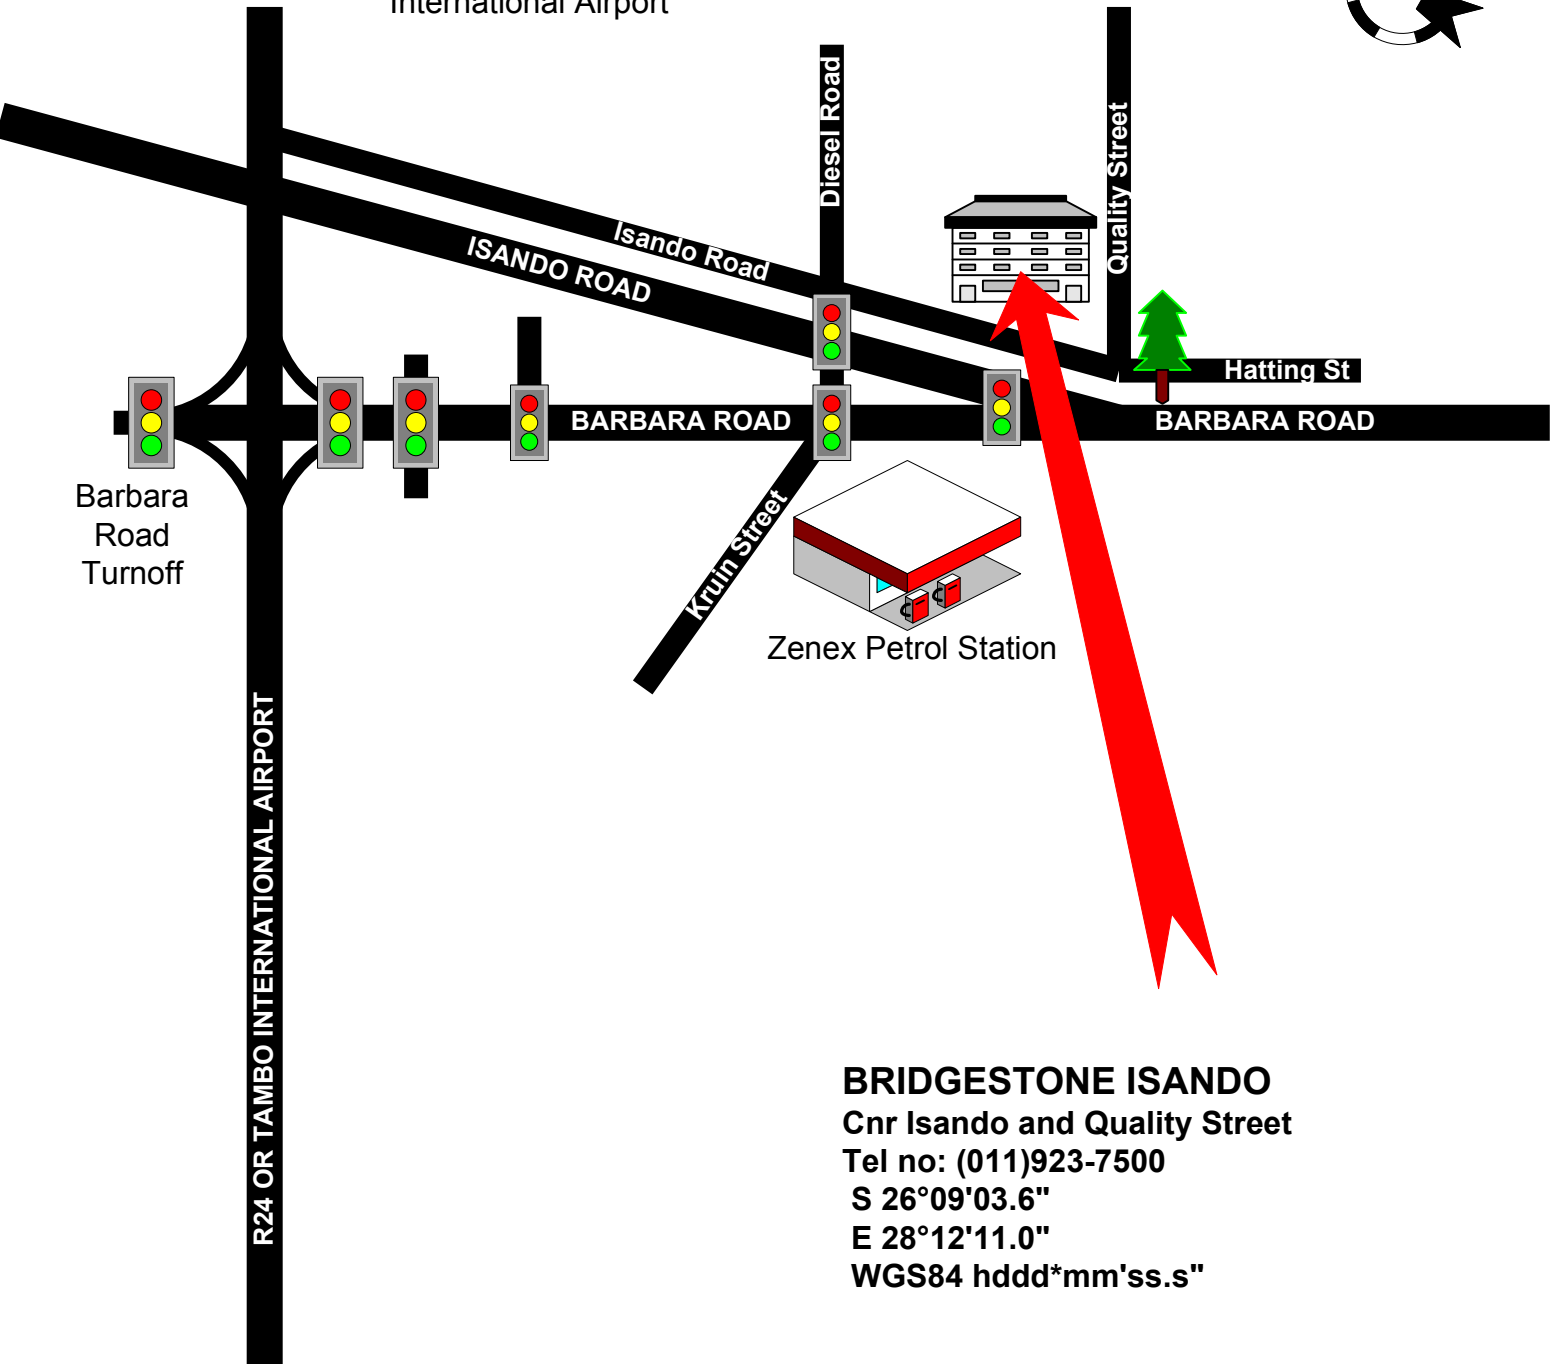 International Airport
Diesel Road
Quality Street
Isando Road
ISANDO ROAD
Hatting St
BARBARA ROAD
BARBARA ROAD
Barbara
Road
Turnoff
Kruin Street
Zenex Petrol Station
R24 OR TAMBO INTERNATIONAL AIRPORT
BRIDGESTONE ISANDO
Cnr Isando and Quality Street
Tel no: (011)923-7500
S 26°09'03.6"
E 28°12'11.0"
WGS84 hddd*mm'ss.s"